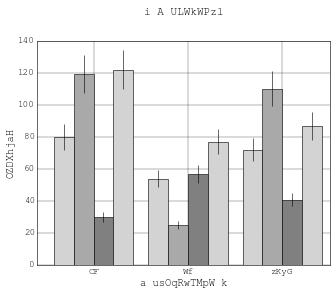 i A ULWkWPzl
140
120
100
80
60
40
20
0
OZDXhjaH
CF Wf zKyG
a usOqRwTMpW k